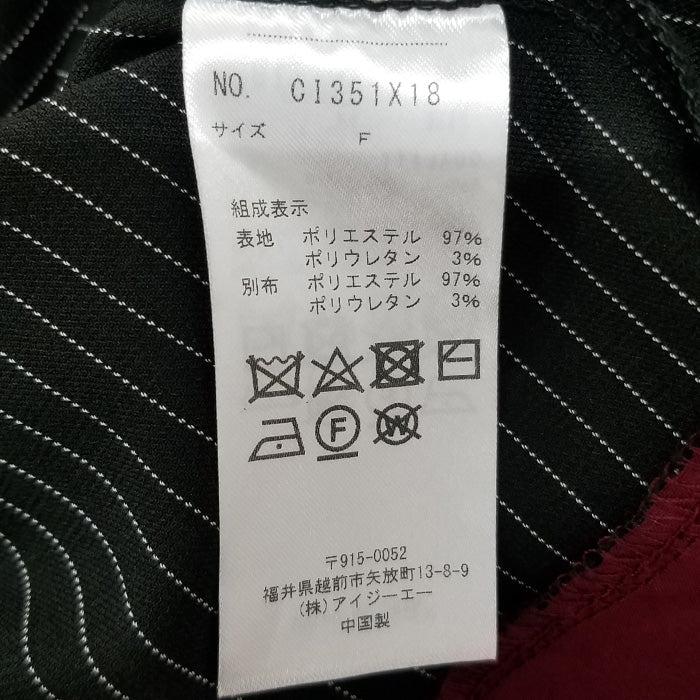 NO. CI351X18
サイズ F
組成表示
表地 ポリエステル 97%
ポリウレタン 3%
別布 ポリエステル 97%
ポリウレタン 3%
F
W
〒915-0052
福井県越前市矢放町13-8-9
(株)アイジーエー
中国製